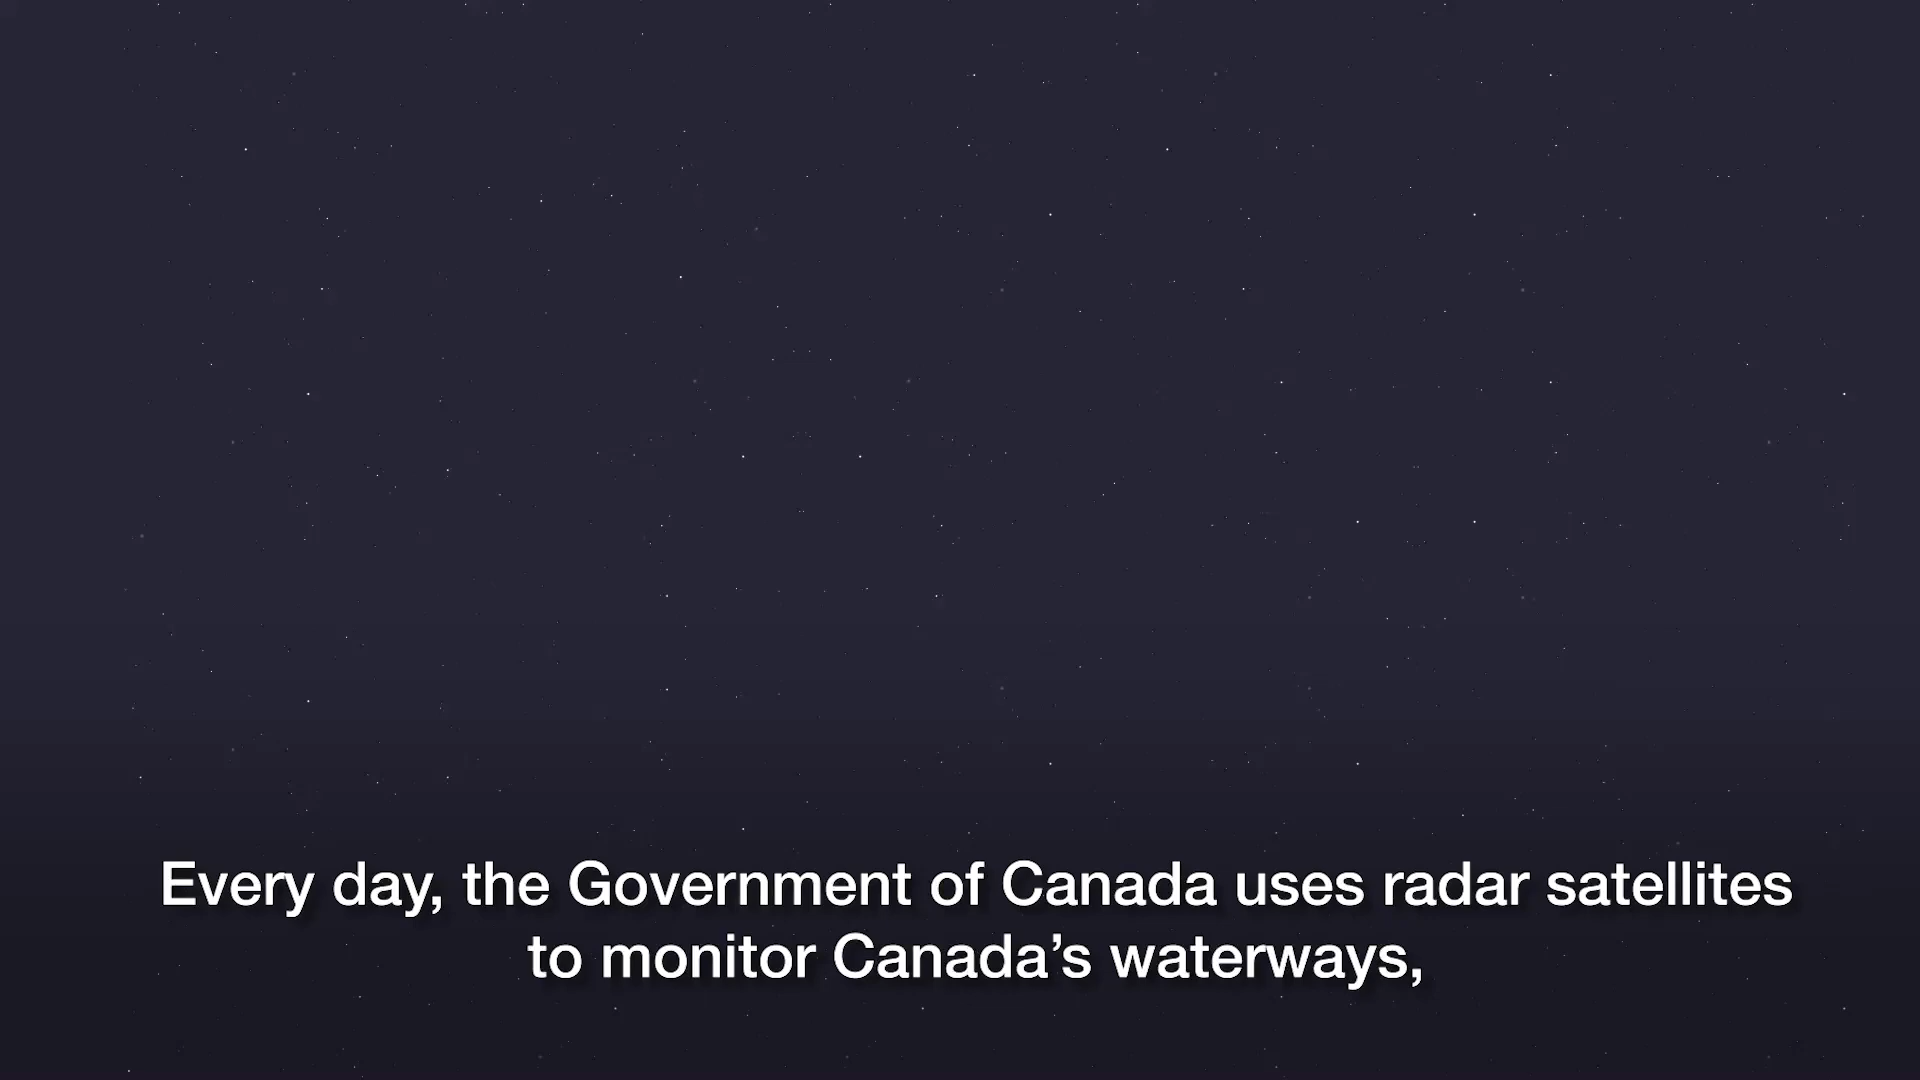 Every day, the Government of Canada uses radar satellites
to monitor Canada’s waterways,